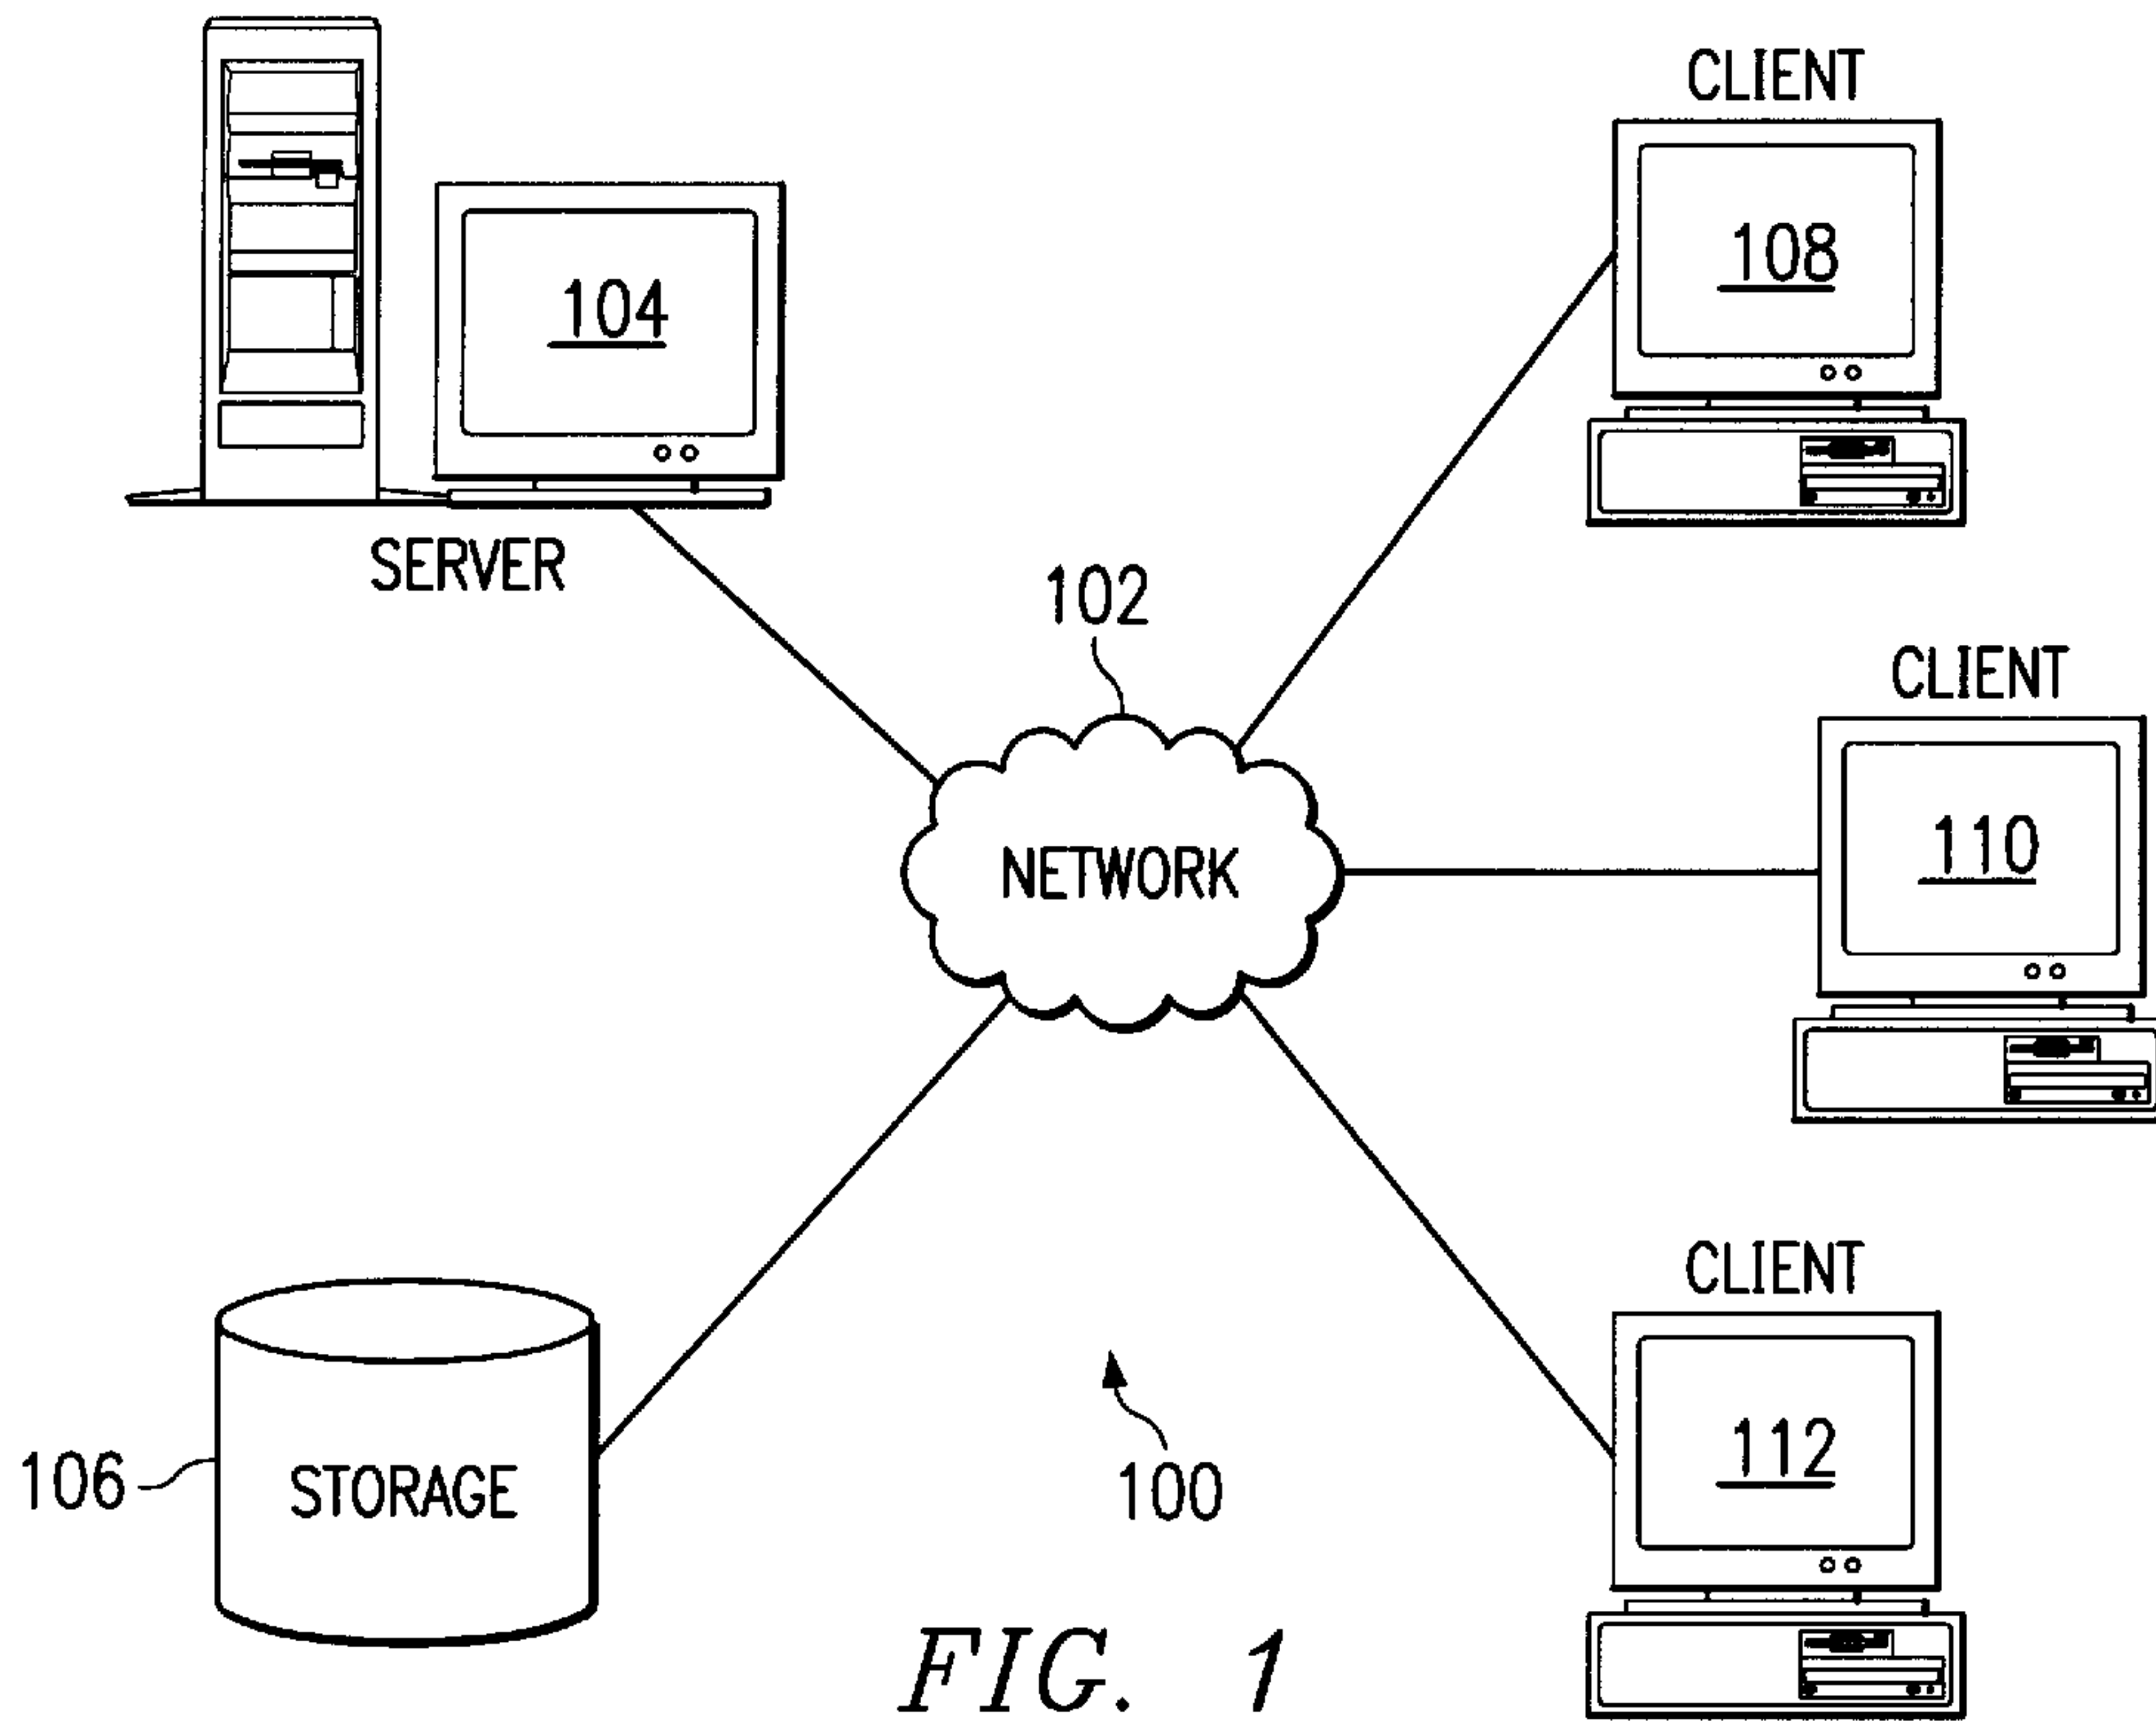 CLIENT
108
104
SERVER
102
CLIENT
110
NETWORK
CLIENT
112
106
STORAGE
100
FIG. 1